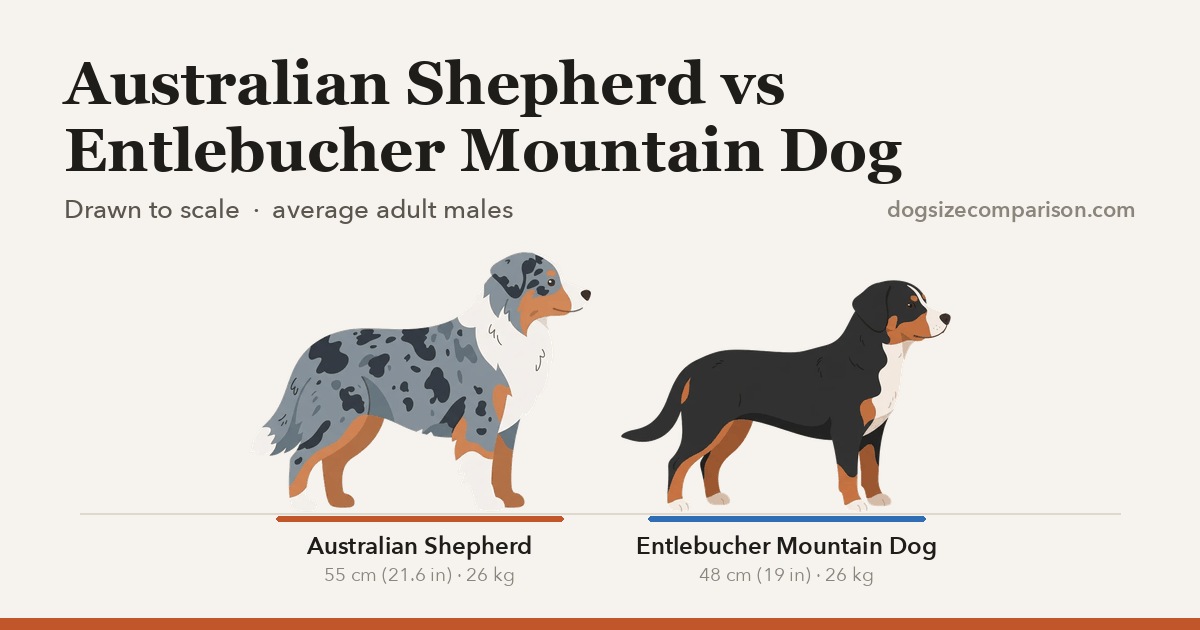 Australian Shepherd vs
Entlebucher Mountain Dog
Drawn to scale · average adult males
dogsizecomparison.com
Australian Shepherd
55 cm (21.6 in) · 26 kg
Entlebucher Mountain Dog
48 cm (19 in) · 26 kg